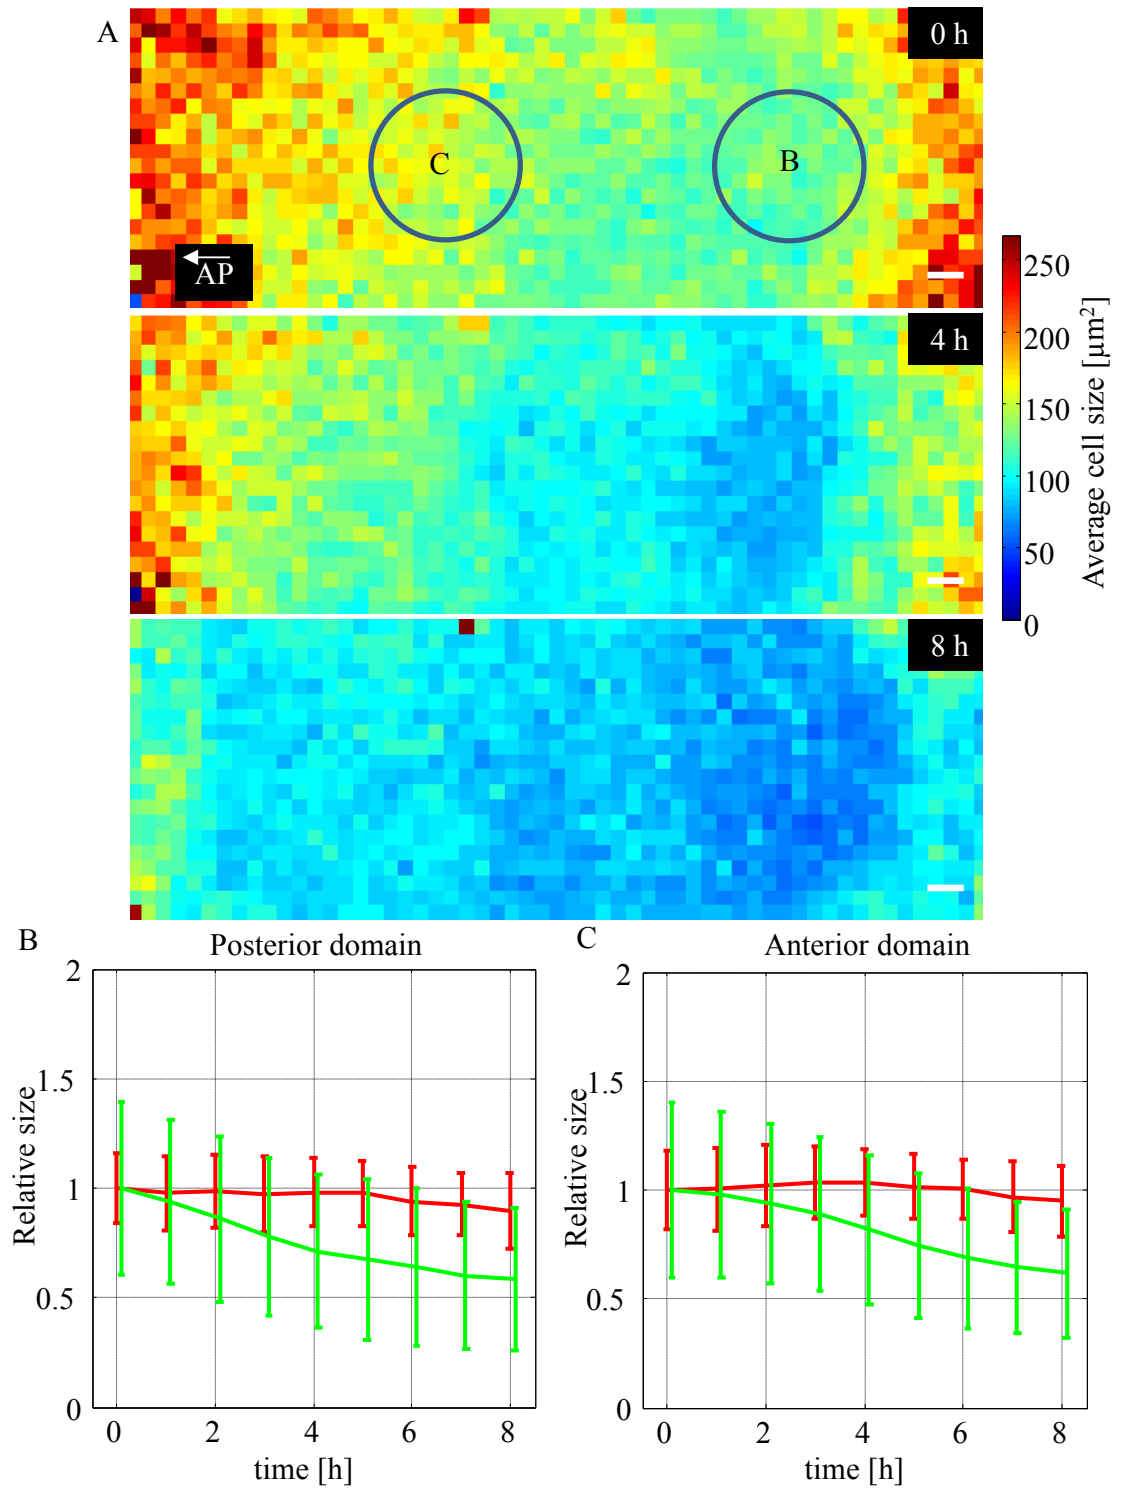 A
0 h
C
B
AP
4 h
8 h
250
200
150
100
50
0
Average cell size [µm²]
B
Posterior domain
2
1.5
1
0.5
0
Relative size
0 2 4 6 8
time [h]
C
Anterior domain
2
1.5
1
0.5
0
Relative size
0 2 4 6 8
time [h]